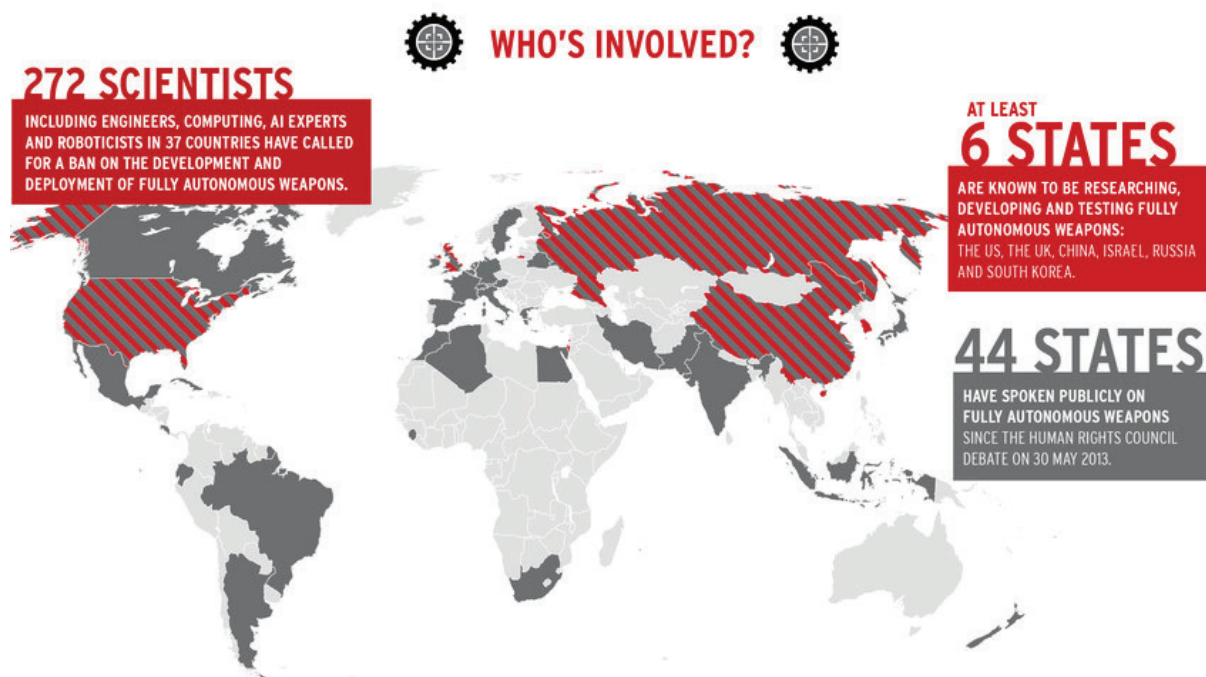 WHO'S INVOLVED?
272 SCIENTISTS
INCLUDING ENGINEERS, COMPUTING, AI EXPERTS
AND ROBOTICISTS IN 37 COUNTRIES HAVE CALLED
FOR A BAN ON THE DEVELOPMENT AND
DEPLOYMENT OF FULLY AUTONOMOUS WEAPONS.
AT LEAST
6 STATES
ARE KNOWN TO BE RESEARCHING,
DEVELOPING AND TESTING FULLY
AUTONOMOUS WEAPONS:
THE US, THE UK, CHINA, ISRAEL, RUSSIA
AND SOUTH KOREA.
44 STATES
HAVE SPOKEN PUBLICLY ON
FULLY AUTONOMOUS WEAPONS
SINCE THE HUMAN RIGHTS COUNCIL
DEBATE ON 30 MAY 2013.